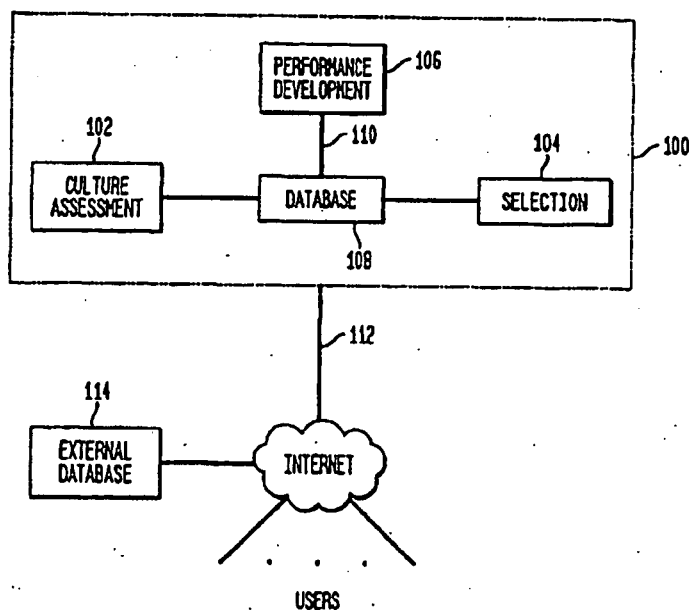 PERFORMANCE
DEVELOPMENT
106
110
102
CULTURE
ASSESSMENT
DATABASE
108
104
SELECTION
100
112
114
EXTERNAL
DATABASE
INTERNET
USERS